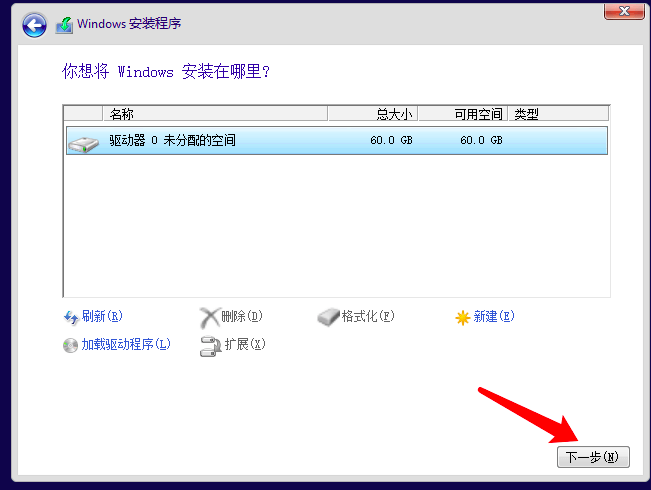 Windows 安装程序
你想将 Windows 安装在哪里?
名称 总大小 可用空间 类型
驱动器 0 未分配的空间 60.0 GB 60.0 GB
刷新(R) 删除(D) 格式化(F) 新建(E)
加载驱动程序(L) 扩展(X)
下一步(N)